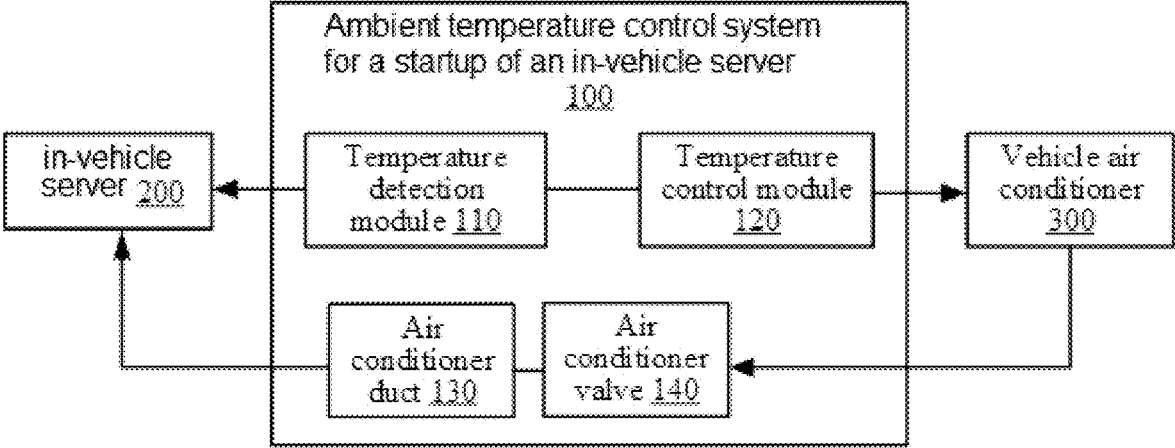 Ambient temperature control system
for a startup of an in-vehicle server
100
in-vehicle
server 200
Temperature
detection
module 110
Temperature
control module
120
Vehicle air
conditioner
300
Air
conditioner
duct 130
Air
conditioner
valve 140